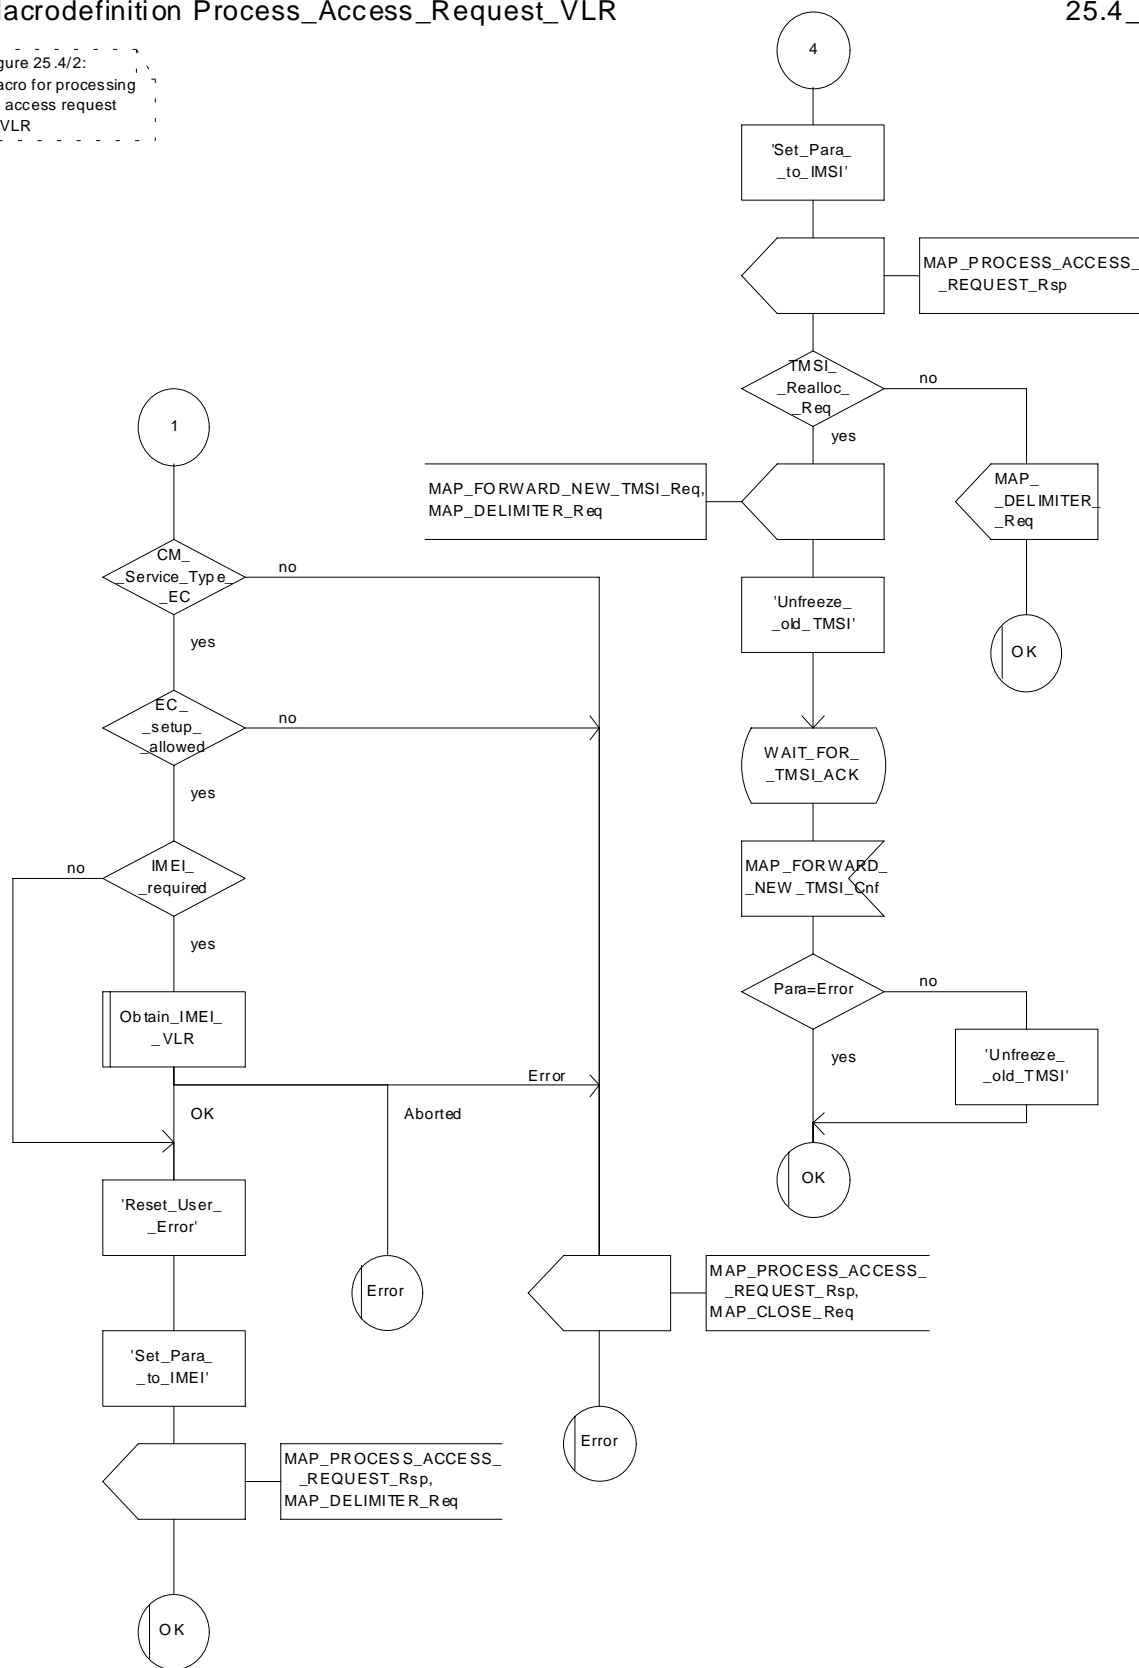 acrodefinition Process_Access_Request_VLR
25.4_
gure 25.4/2:
acro for processing
access request
VLR
4
'Set_Para_
_to_IMSI'
MAP_PROCESS_ACCESS_
_REQUEST_Rsp
TMSI_
_Realloc_
_Req
no
yes
MAP_FORWARD_NEW_TMSI_Req,
MAP_DELIMITER_Req
MAP_
_DELIMITER_
_Req
'Unfreeze_
_old_TMSI'
OK
WAIT_FOR_
_TMSI_ACK
MAP_FORWARD_
_NEW_TMSI_Cnf
Para=Error
no
yes
'Unfreeze_
_old_TMSI'
OK
1
CM_
_Service_Type_
_EC
no
yes
EC_
_setup_
_allowed
no
yes
IMEI_
_required
no
yes
Obtain_IMEI_
_VLR
Error
OK
Aborted
'Reset_User_
_Error'
Error
MAP_PROCESS_ACCESS_
_REQUEST_Rsp,
MAP_CLOSE_Req
'Set_Para_
_to_IMEI'
Error
MAP_PROCESS_ACCESS_
_REQUEST_Rsp,
MAP_DELIMITER_Req
OK